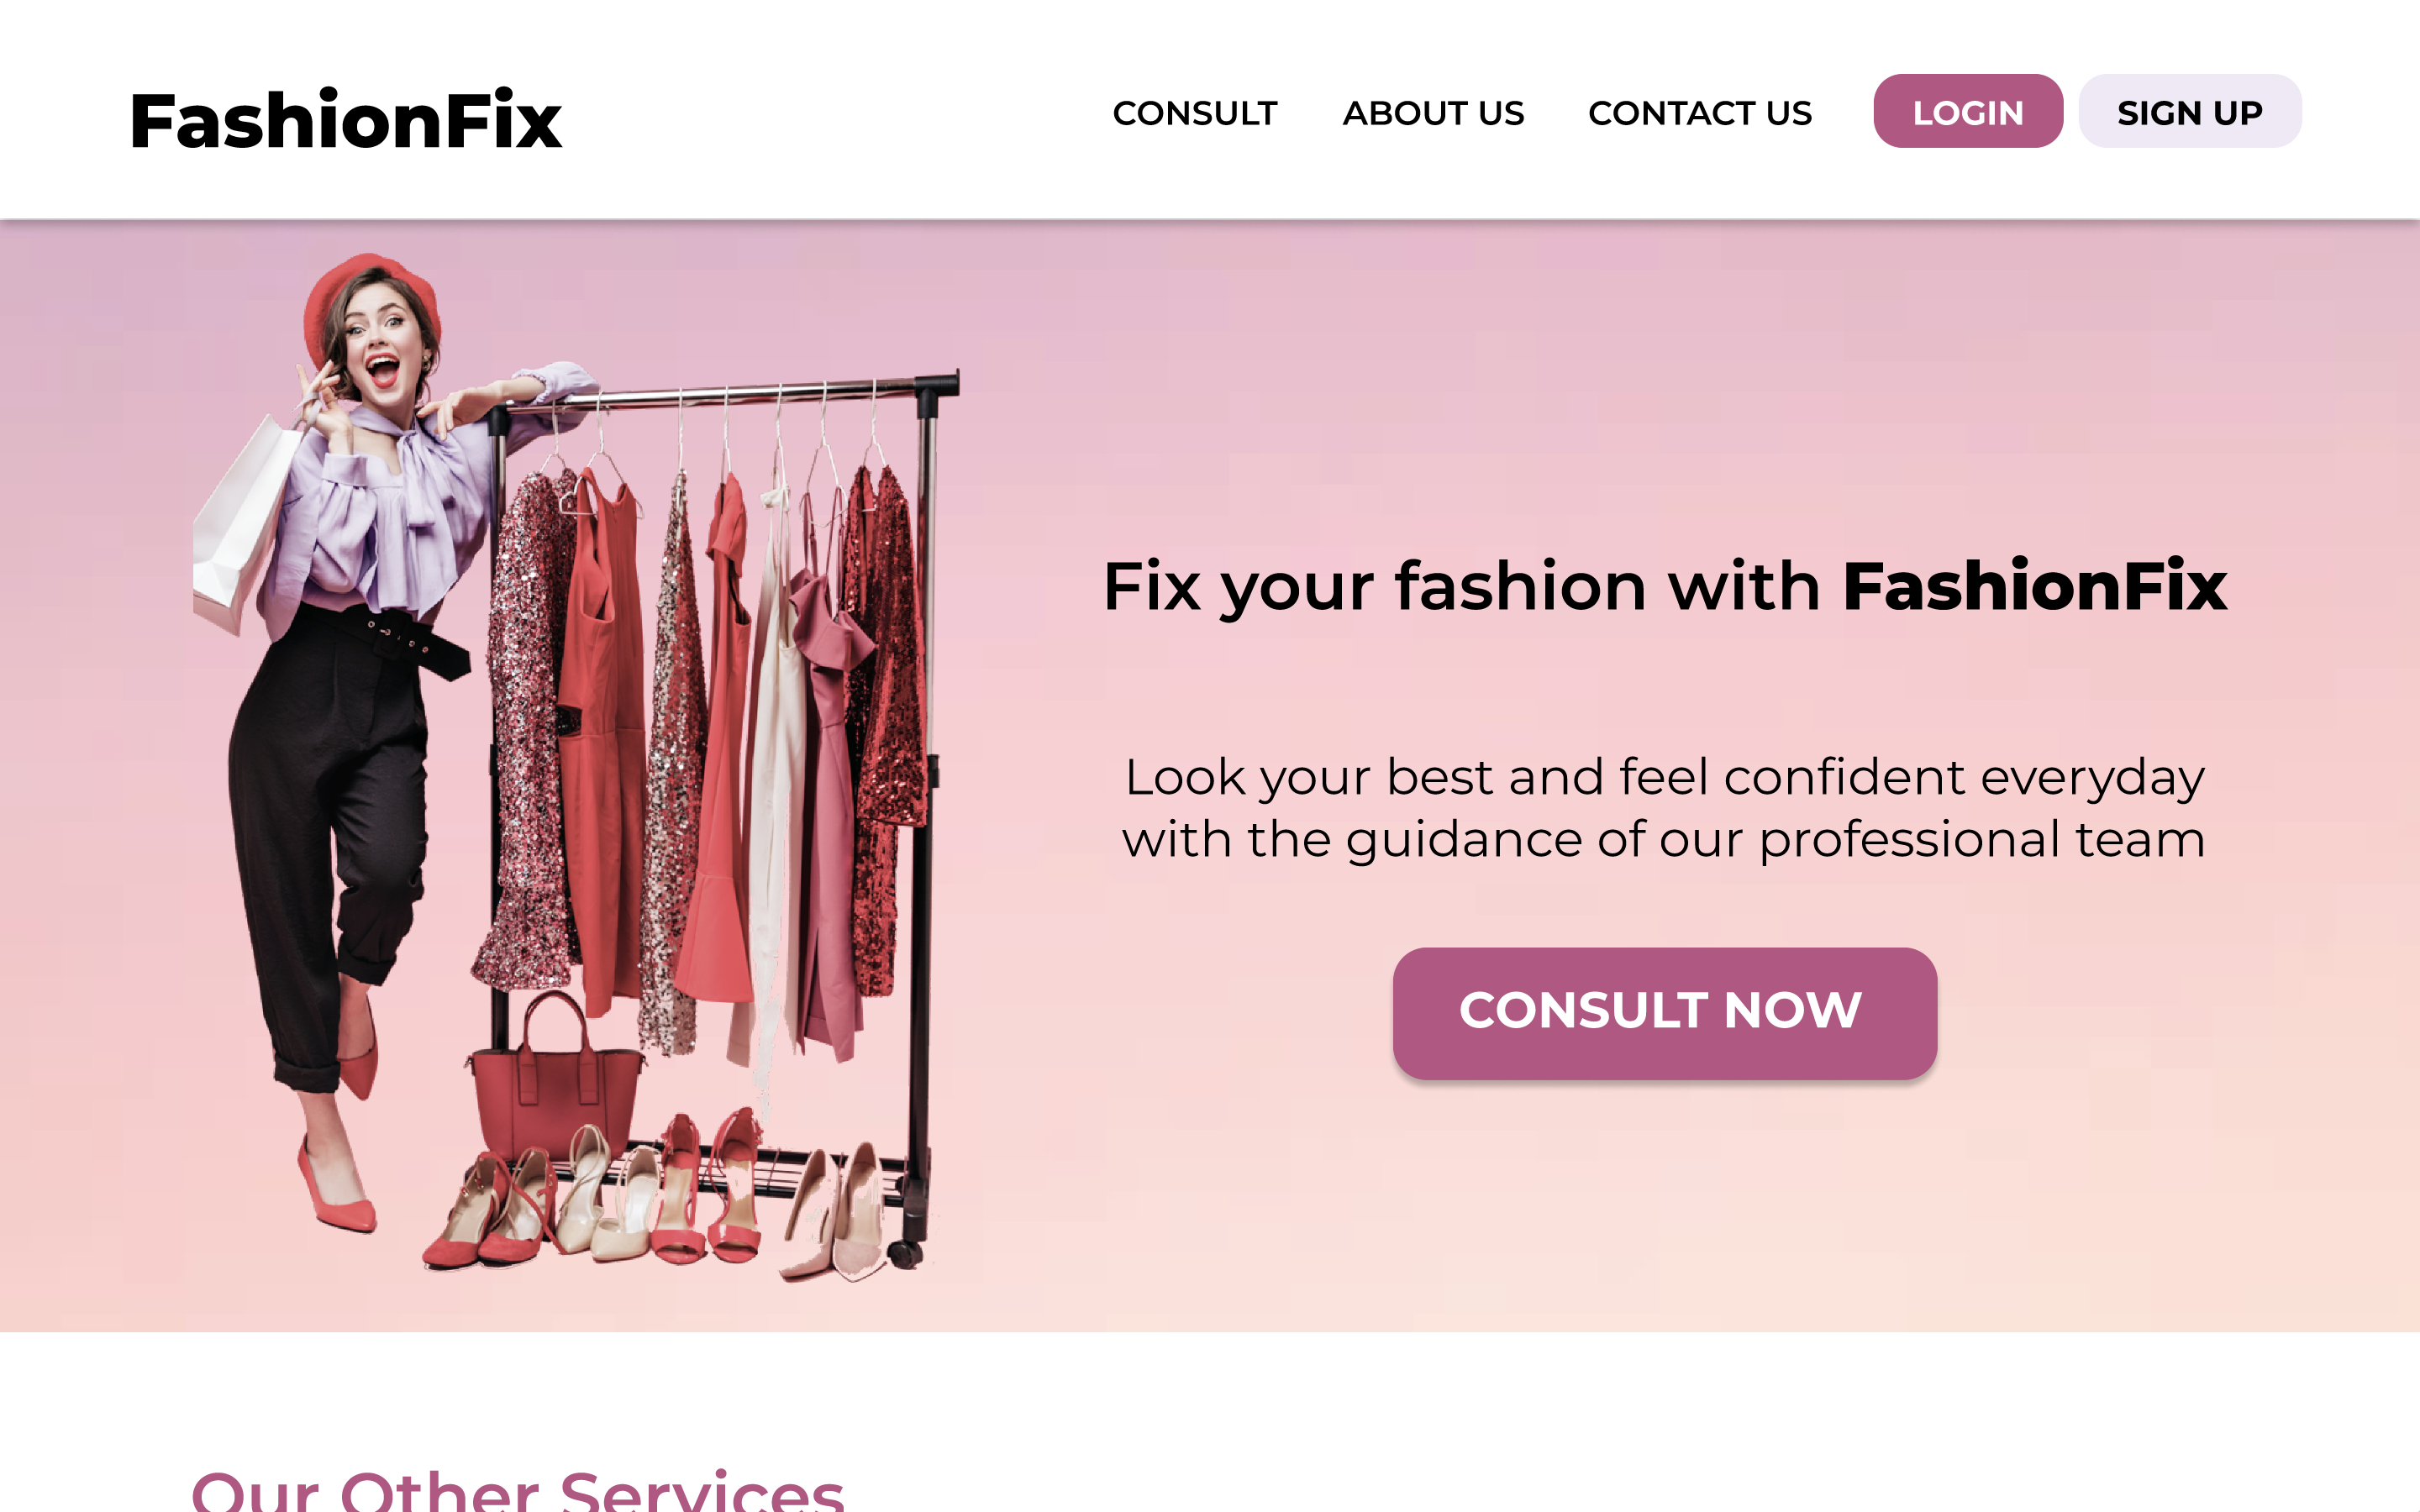 FashionFix
CONSULT
ABOUT US
CONTACT US
LOGIN
SIGN UP
Fix your fashion with FashionFix
Look your best and feel confident everyday
with the guidance of our professional team
CONSULT NOW
Our Other Services